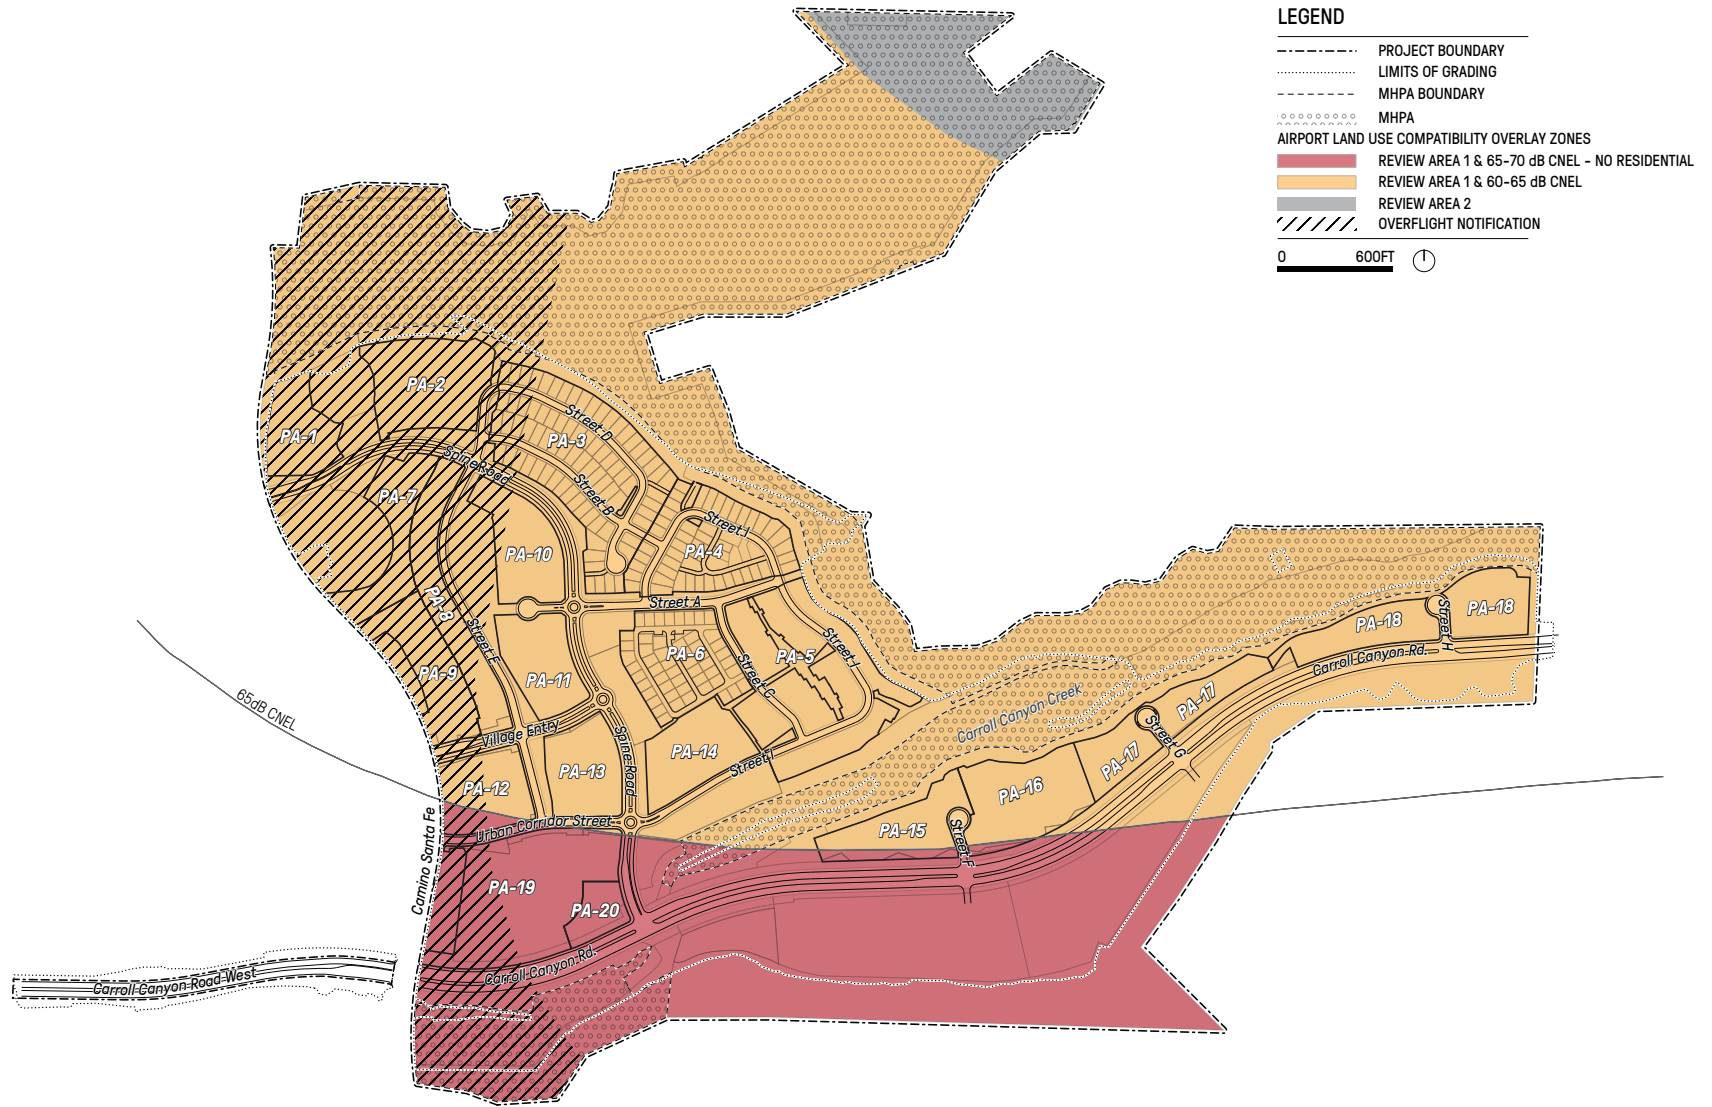 LEGEND
PROJECT BOUNDARY
LIMITS OF GRADING
MHPA BOUNDARY
MHPA
AIRPORT LAND USE COMPATIBILITY OVERLAY ZONES
REVIEW AREA 1 & 65-70 dB CNEL - NO RESIDENTIAL
REVIEW AREA 1 & 60-65 dB CNEL
REVIEW AREA 2
OVERFLIGHT NOTIFICATION
0 600FT
PA-2
PA-1
PA-3
Street D
Spine Road
PA-7
Street B
Street I
PA-4
PA-10
PA-8
Street A
Street E
PA-6
PA-5
Street J
Street C
PA-9
PA-11
PA-18
PA-18
Street H
Carroll Canyon Rd.
65dB CNEL
Village Entry
Spine Road
PA-14
Street I
Carroll Canyon Creek
PA-17
Street G
PA-17
PA-12
PA-13
PA-16
Urban Corridor Street
PA-15
Street F
Camino Santa Fe
PA-19
PA-20
Carroll Canyon Rd.
Carroll Canyon Road West